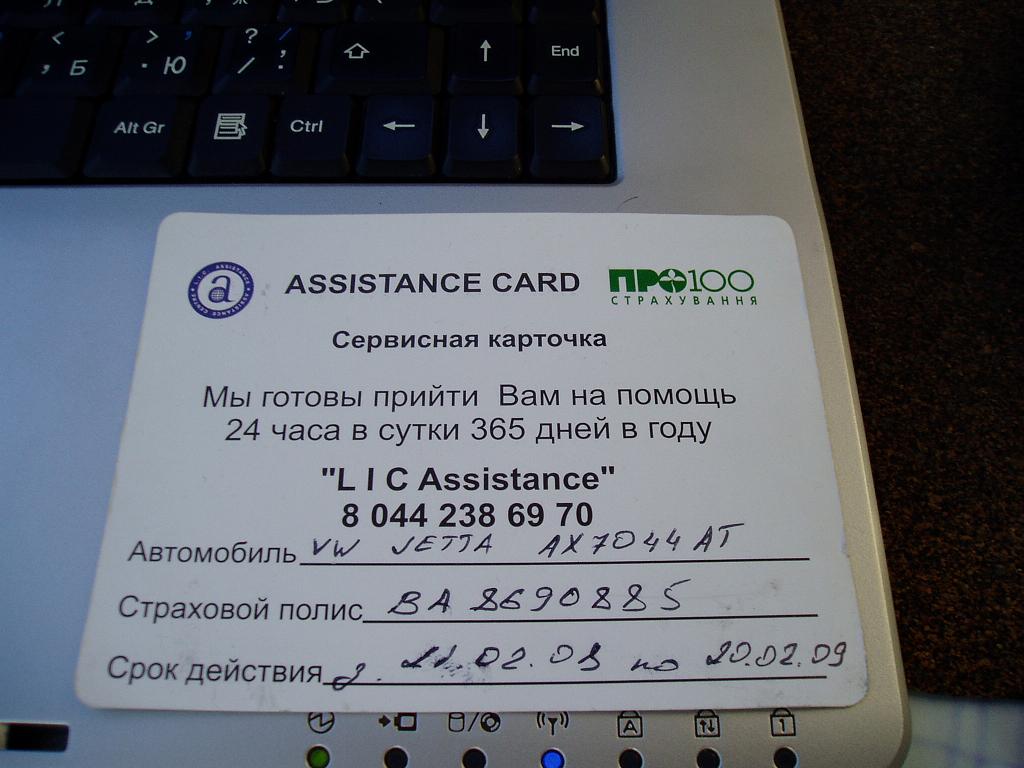 < , Б > . Ю ? / End
Alt Gr Ctrl
ASSISTANCE CARD ПРО100
СТРАХУВАННЯ
Сервисная карточка
Мы готовы прийти Вам на помощь
24 часа в сутки 365 дней в году
"L I C Assistance"
8 044 238 69 70
Автомобиль VW JETTA AX7044AT
Страховой полис ВА 8690885
Срок действия 21.02.08 по 20.02.09
A 1